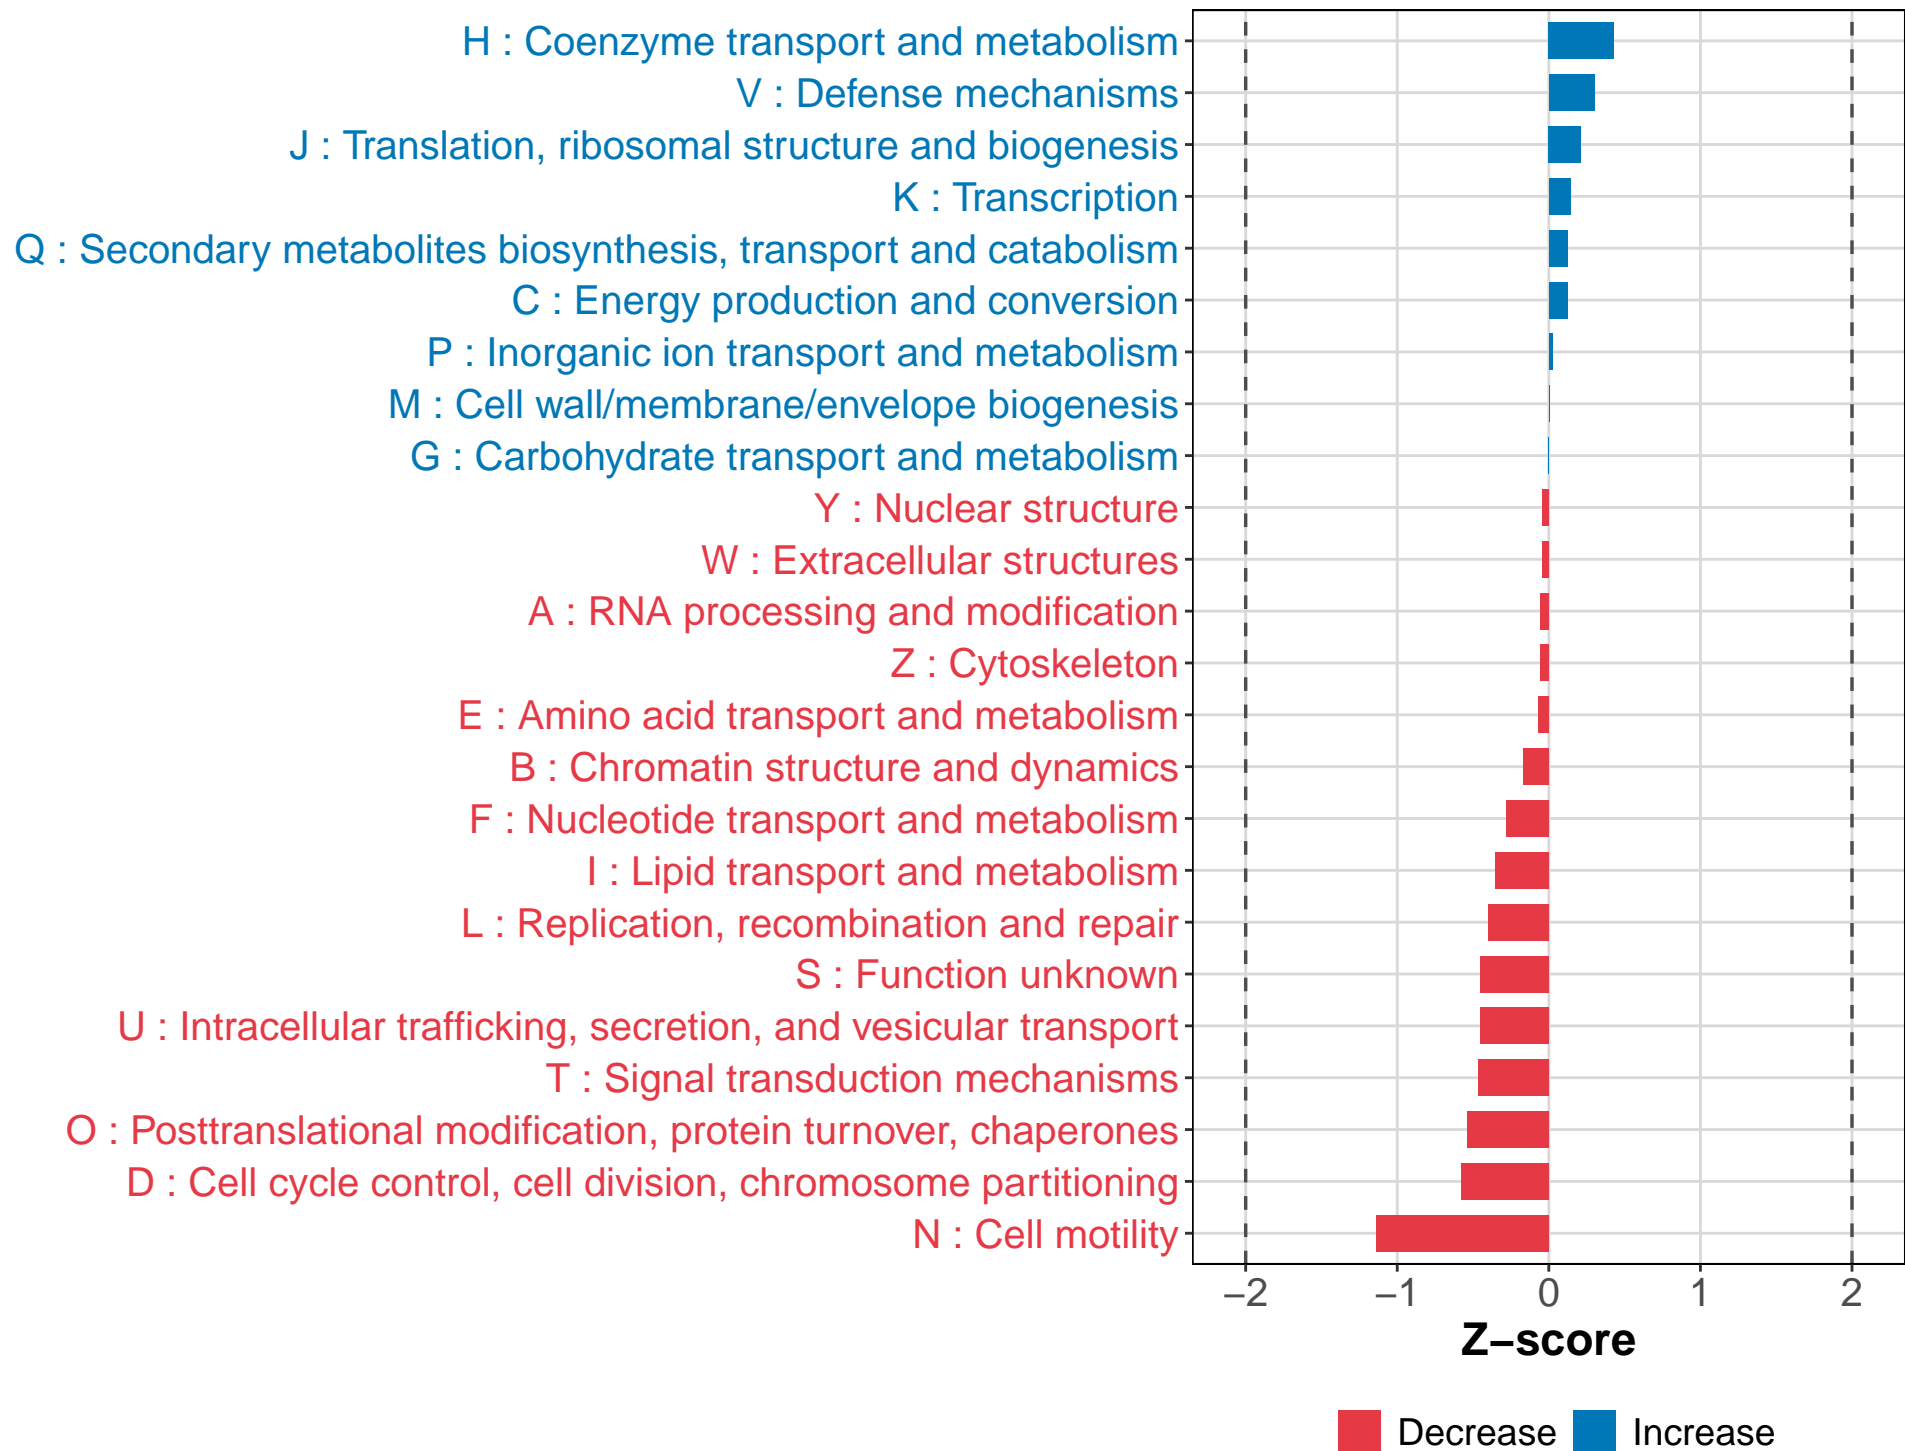 H : Coenzyme transport and metabolism
V : Defense mechanisms
J : Translation, ribosomal structure and biogenesis
K : Transcription
Q : Secondary metabolites biosynthesis, transport and catabolism
C : Energy production and conversion
P : Inorganic ion transport and metabolism
M : Cell wall/membrane/envelope biogenesis
G : Carbohydrate transport and metabolism
Y : Nuclear structure
W : Extracellular structures
A : RNA processing and modification
Z : Cytoskeleton
E : Amino acid transport and metabolism
B : Chromatin structure and dynamics
F : Nucleotide transport and metabolism
I : Lipid transport and metabolism
L : Replication, recombination and repair
S : Function unknown
U : Intracellular trafficking, secretion, and vesicular transport
T : Signal transduction mechanisms
O : Posttranslational modification, protein turnover, chaperones
D : Cell cycle control, cell division, chromosome partitioning
N : Cell motility
−2 −1 0 1 2
Z−score
Decrease Increase